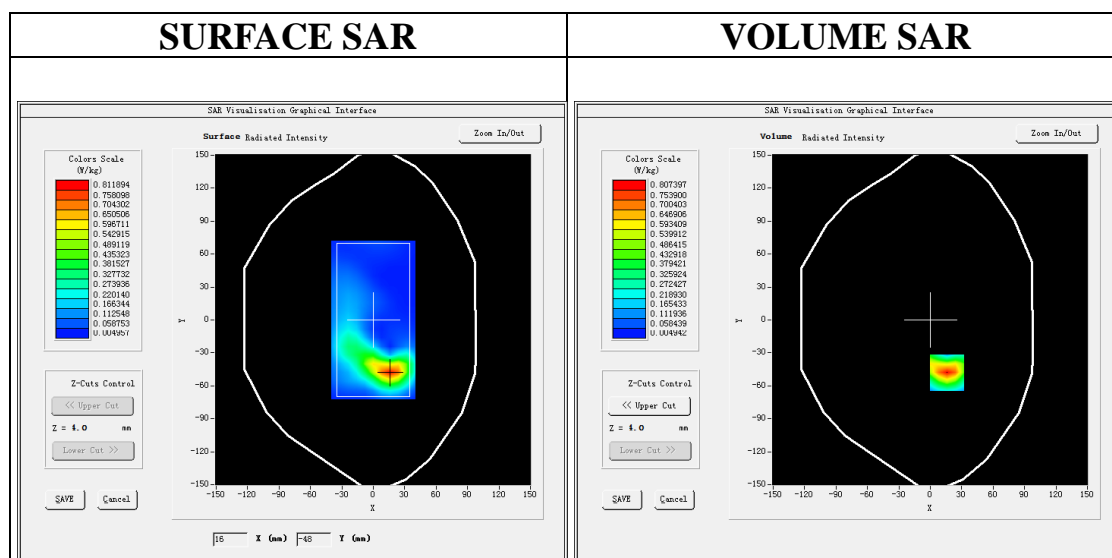 SURFACE SAR
VOLUME SAR
SAR Visualisation Graphical Interface
Surface Radiated Intensity
Zoom In/Out
Colors Scale
(W/kg)
0.811894
0.758098
0.704302
0.650506
0.596711
0.542915
0.489119
0.435323
0.381527
0.327732
0.273936
0.220140
0.166344
0.112548
0.058753
0.004957
150
120
90
60
30
0
-30
-60
-90
-120
-150
Y
-150 -120 -90 -60 -30 0 30 60 90 120 150
X
Z-Cuts Control
<< Upper Cut
Z = 4.0 mm
Lower Cut >>
SAVE Cancel
16 X (mm) -48 Y (mm)
SAR Visualisation Graphical Interface
Volume Radiated Intensity
Zoom In/Out
Colors Scale
(W/kg)
0.807397
0.753900
0.700403
0.646906
0.593409
0.539912
0.486415
0.432918
0.379421
0.325924
0.272427
0.218930
0.165433
0.111936
0.058439
0.004942
150
120
90
60
30
0
-30
-60
-90
-120
-150
Y
-150 -120 -90 -60 -30 0 30 60 90 120 150
X
Z-Cuts Control
<< Upper Cut
Z = 4.0 mm
Lower Cut >>
SAVE Cancel